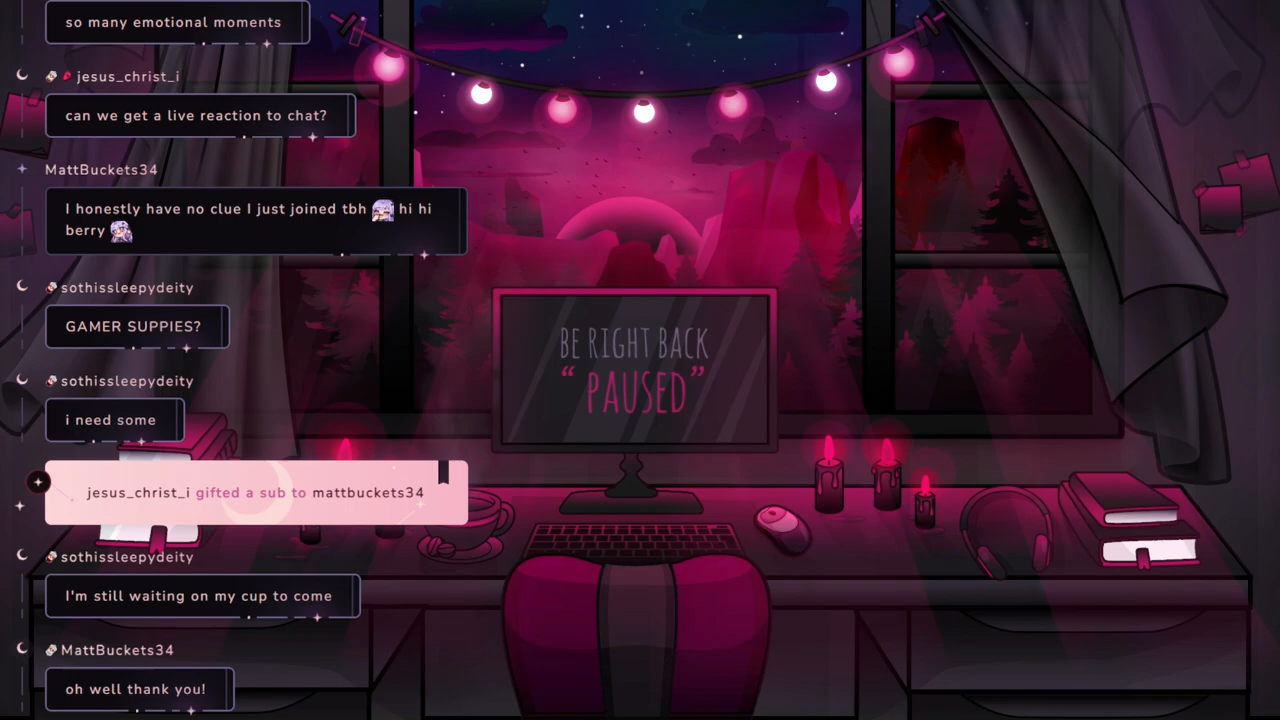 so many emotional moments
jesus_christ_i
can we get a live reaction to chat?
MattBuckets34
I honestly have no clue I just joined tbh hi hi
berry
sothissleepydeity
GAMER SUPPIES?
sothissleepydeity
i need some
jesus_christ_i gifted a sub to mattbuckets34
sothissleepydeity
I'm still waiting on my cup to come
MattBuckets34
oh well thank you!
BE RIGHT BACK
“ PAUSED”